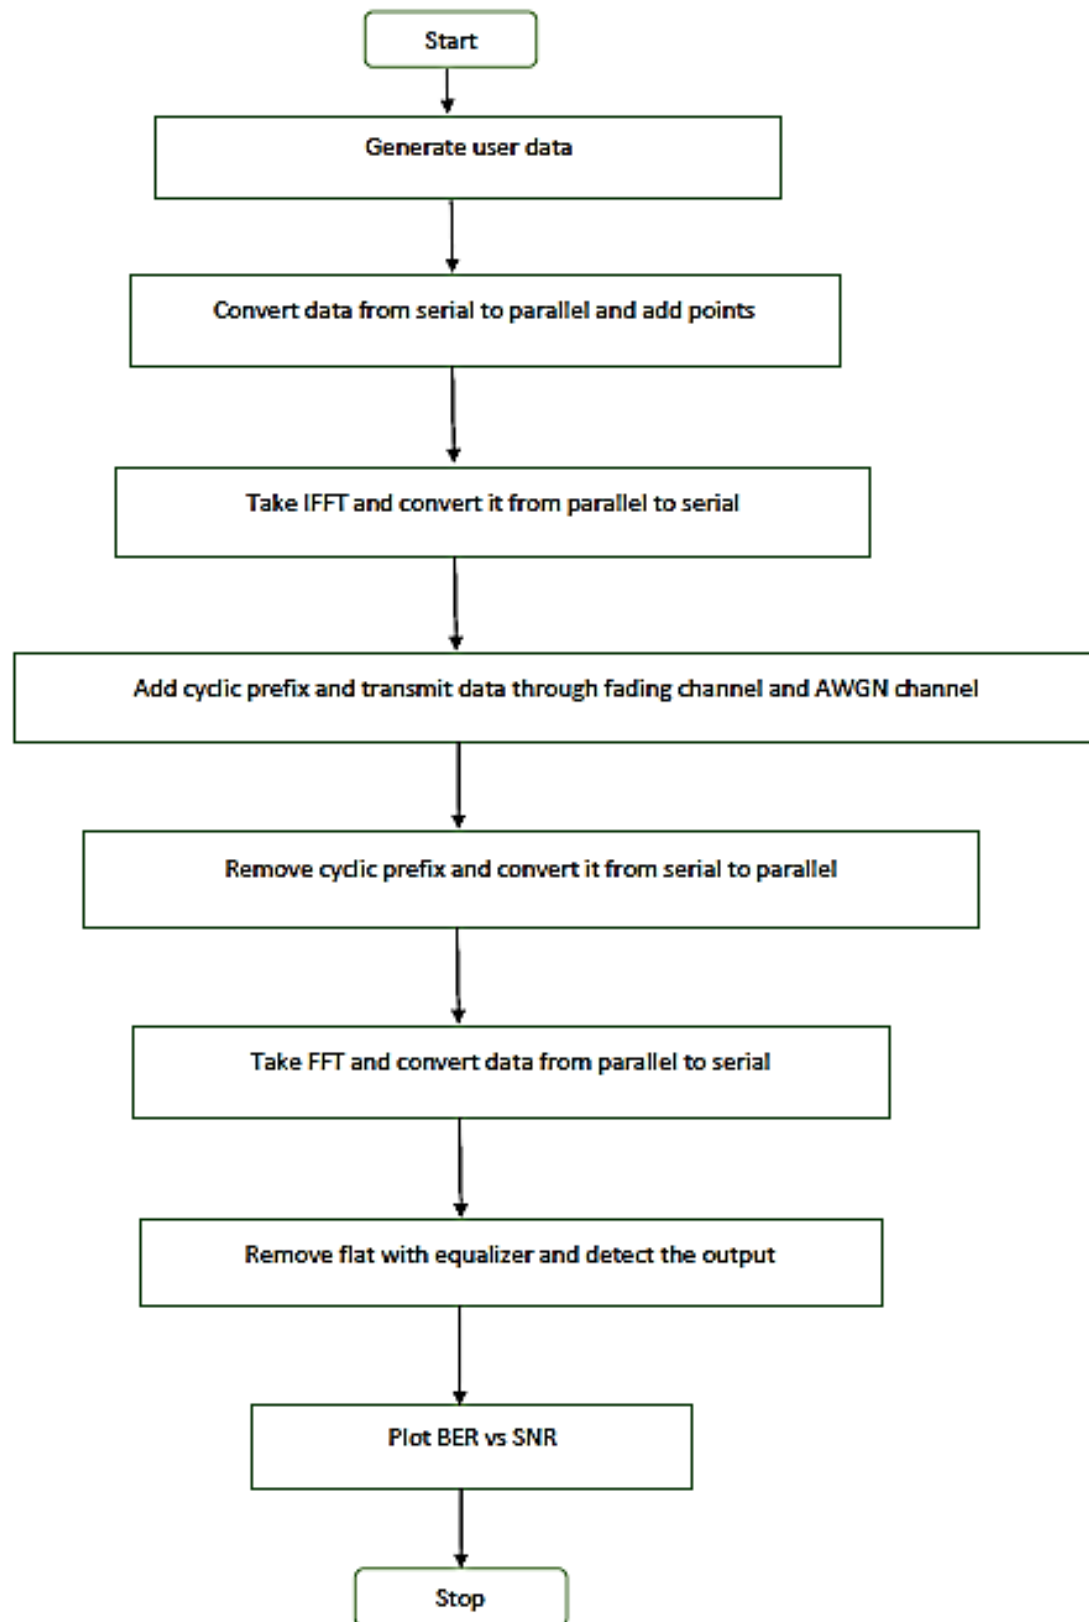 Start
Generate user data
Convert data from serial to parallel and add points
Take IFFT and convert it from parallel to serial
Add cyclic prefix and transmit data through fading channel and AWGN channel
Remove cyclic prefix and convert it from serial to parallel
Take FFT and convert data from parallel to serial
Remove flat with equalizer and detect the output
Plot BER vs SNR
Stop